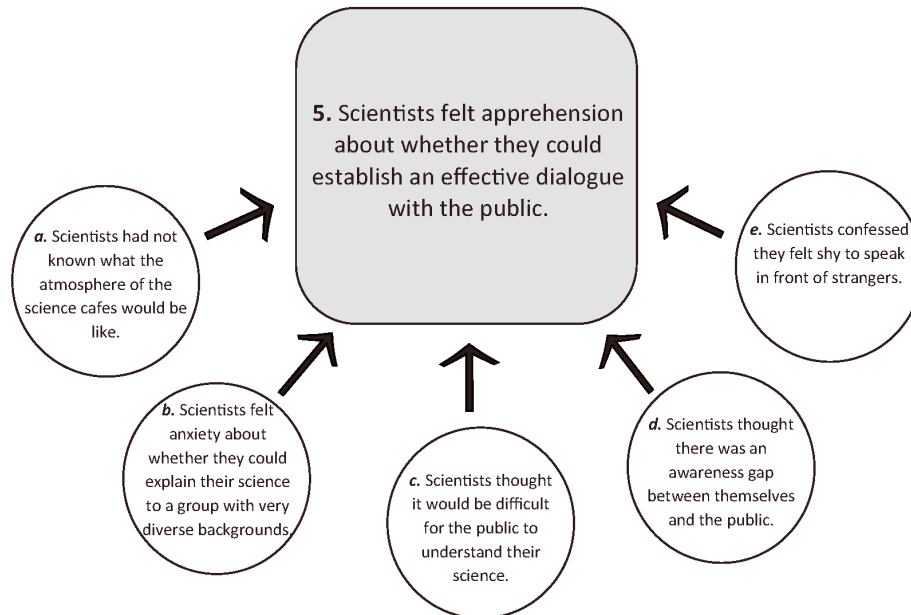 5. Scientists felt apprehension
about whether they could
establish an effective dialogue
with the public.
a. Scientists had not
known what the
atmosphere of the
science cafes would be
like.
b. Scientists felt
anxiety about
whether they could
explain their science
to a group with very
diverse backgrounds.
c. Scientists thought
it would be difficult
for the public to
understand their
science.
d. Scientists thought
there was an
awareness gap
between themselves
and the public.
e. Scientists confessed
they felt shy to speak
in front of strangers.